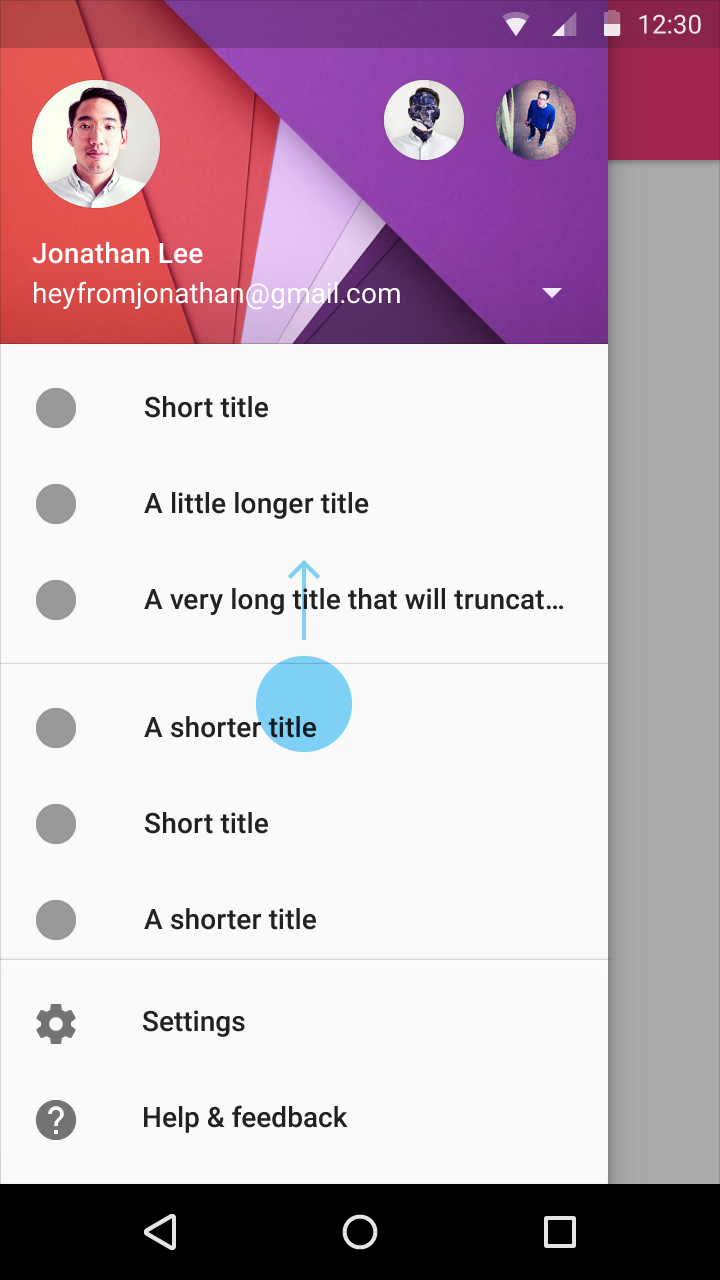 12:30
Jonathan Lee
heyfromjonathan@gmail.com
Short title
A little longer title
A very long title that will truncat...
A shorter title
Short title
A shorter title
Settings
Help & feedback